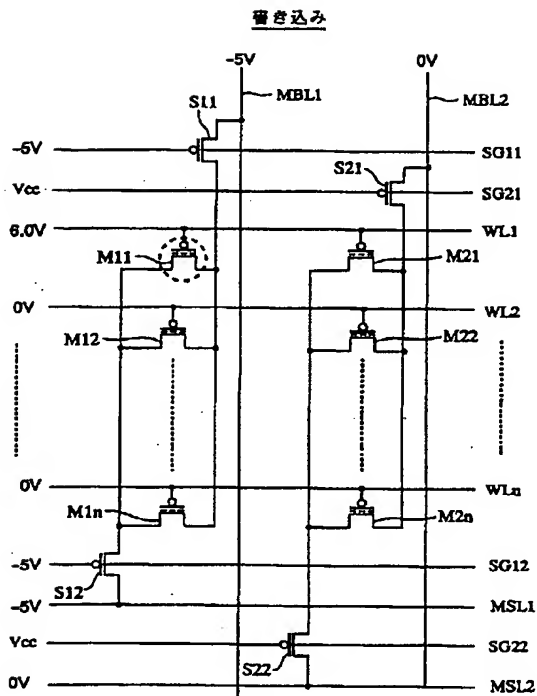 書き込み
-5V 0V
S11 MBL1 MBL2
-5V S21 SG11
Vcc SG21
6.0V WL1
M11 M21
0V WL2
M12 M22
0V WLn
M1n M2n
-5V SG12
S12
-5V MSL1
Vcc SG22
S22
0V MSL2